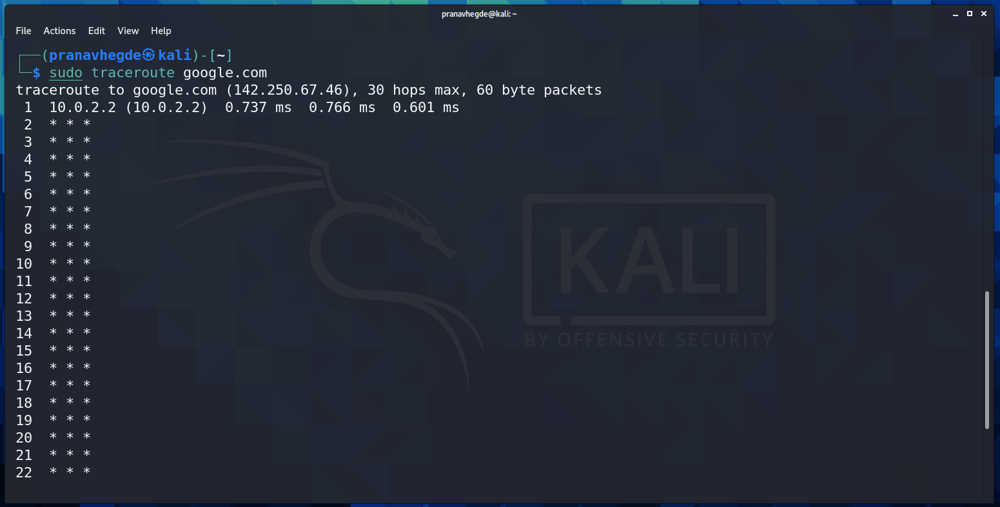 pranavhegde@kali: ~
File Actions Edit View Help
┌──(pranavhegde㉿kali)-[~]
└─$ sudo traceroute google.com
traceroute to google.com (142.250.67.46), 30 hops max, 60 byte packets
 1  10.0.2.2 (10.0.2.2)  0.737 ms  0.766 ms  0.601 ms
 2  * * *
 3  * * *
 4  * * *
 5  * * *
 6  * * *
 7  * * *
 8  * * *
 9  * * *
10  * * *
11  * * *
12  * * *
13  * * *
14  * * *
15  * * *
16  * * *
17  * * *
18  * * *
19  * * *
20  * * *
21  * * *
22  * * *
KALI
BY OFFENSIVE SECURITY